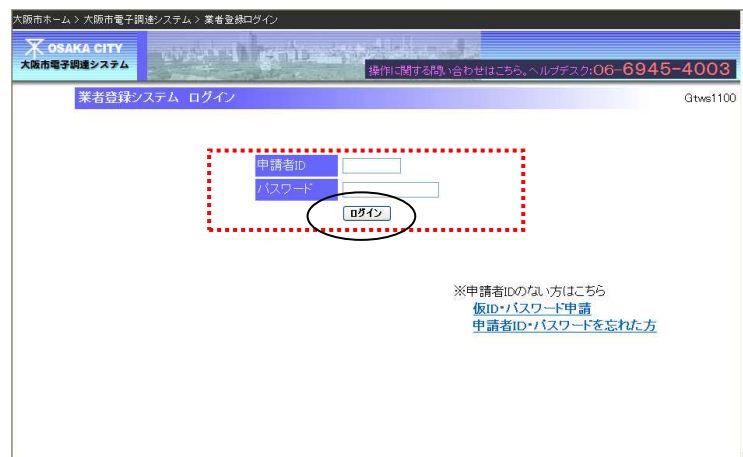 大阪市ホーム > 大阪市電子調達システム > 業者登録ログイン
OSAKA CITY
大阪市電子調達システム
操作に関する問い合わせはこちら。ヘルプデスク:06-6945-4003
業者登録システム ログイン
Gtws1100
申請者ID
パスワード
ログイン
※申請者IDのない方はこちら
仮ID・パスワード申請
申請者ID・パスワードを忘れた方